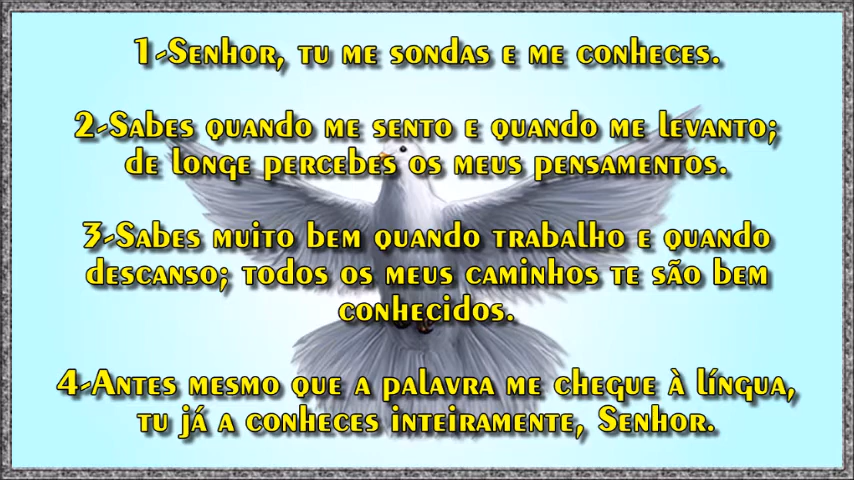 1-Senhor, tu me sondas e me conheces.
2-Sabes quando me sento e quando me levanto;
de longe percebes os meus pensamentos.
3-Sabes muito bem quando trabalho e quando
descanso; todos os meus caminhos te são bem
conhecidos.
4-Antes mesmo que a palavra me chegue à língua,
tu já a conheces inteiramente, Senhor.